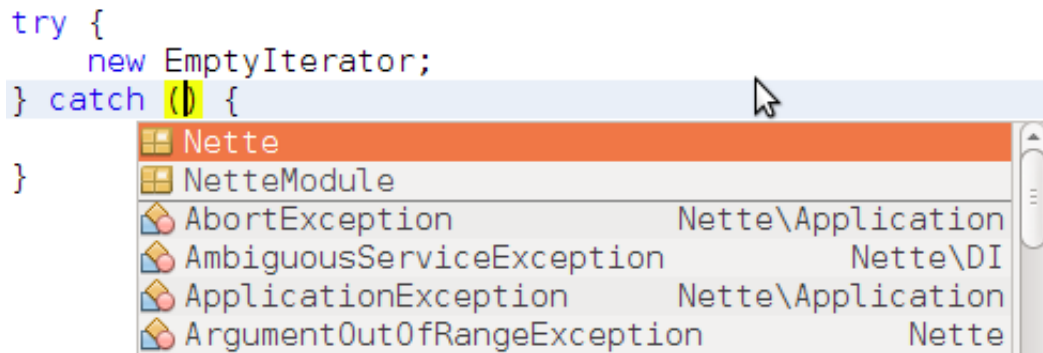 try {
    new EmptyIterator;
} catch () {
Nette
} NetteModule
AbortException Nette\Application
AmbiguousServiceException Nette\DI
ApplicationException Nette\Application
ArgumentOutOfRangeException Nette